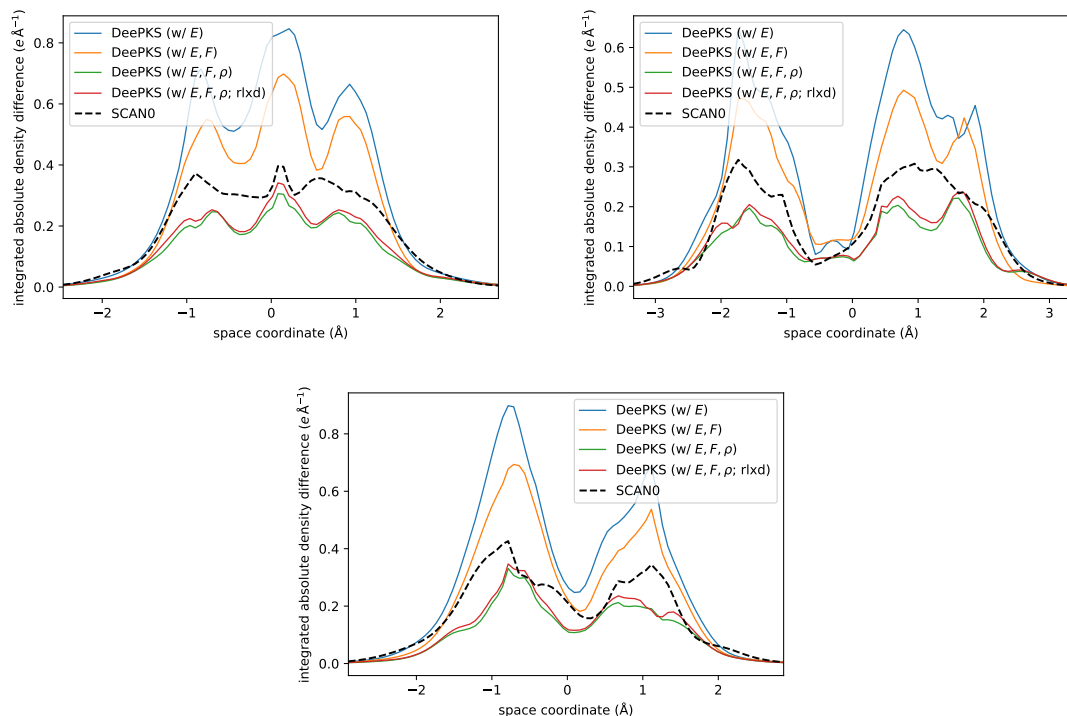 integrated absolute density difference (e Å⁻¹)
0.8
0.6
0.4
0.2
0.0
DeePKS (w/ E)
DeePKS (w/ E, F)
DeePKS (w/ E, F, ρ)
DeePKS (w/ E, F, ρ; rlxd)
SCAN0
−2 −1 0 1 2
space coordinate (Å)
integrated absolute density difference (e Å⁻¹)
0.6
0.5
0.4
0.3
0.2
0.1
0.0
DeePKS (w/ E)
DeePKS (w/ E, F)
DeePKS (w/ E, F, ρ)
DeePKS (w/ E, F, ρ; rlxd)
SCAN0
−3 −2 −1 0 1 2 3
space coordinate (Å)
integrated absolute density difference (e Å⁻¹)
0.8
0.6
0.4
0.2
0.0
DeePKS (w/ E)
DeePKS (w/ E, F)
DeePKS (w/ E, F, ρ)
DeePKS (w/ E, F, ρ; rlxd)
SCAN0
−2 −1 0 1 2
space coordinate (Å)